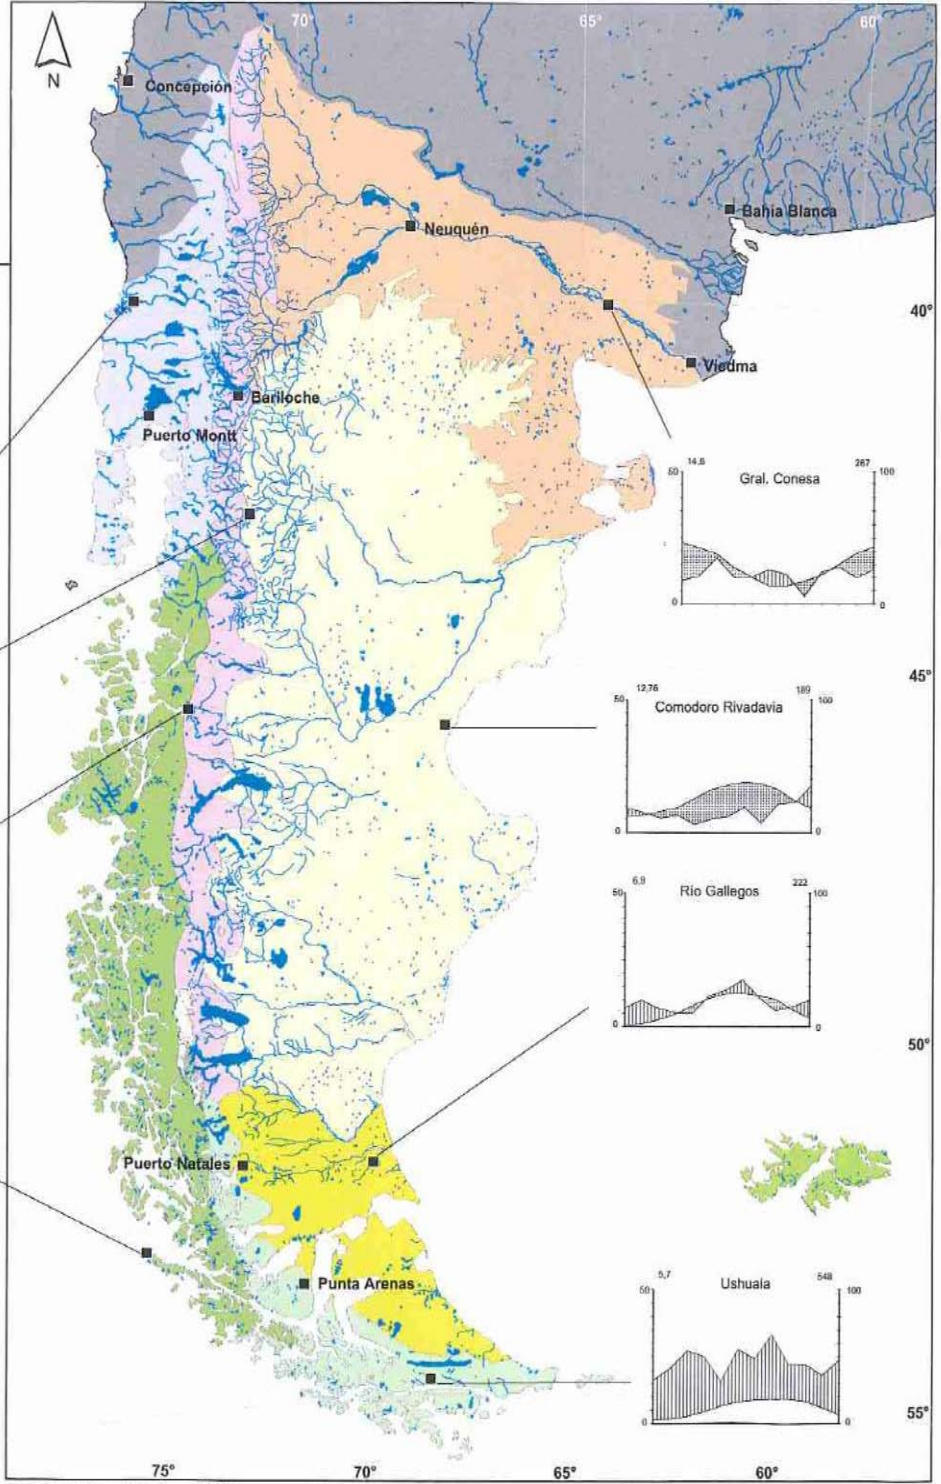 70°
65°
60°
N
Concepción
Bahía Blanca
Neuquén
40°
Viedma
Bariloche
Puerto Montt
50
14,6
Gral. Conesa
267
100
0
0
45°
50
12,76
Comodoro Rivadavia
189
100
0
0
50
6,9
Río Gallegos
222
100
0
0
50°
Puerto Natales
Punta Arenas
50
5,7
Ushuaia
548
100
0
0
55°
75°
70°
65°
60°